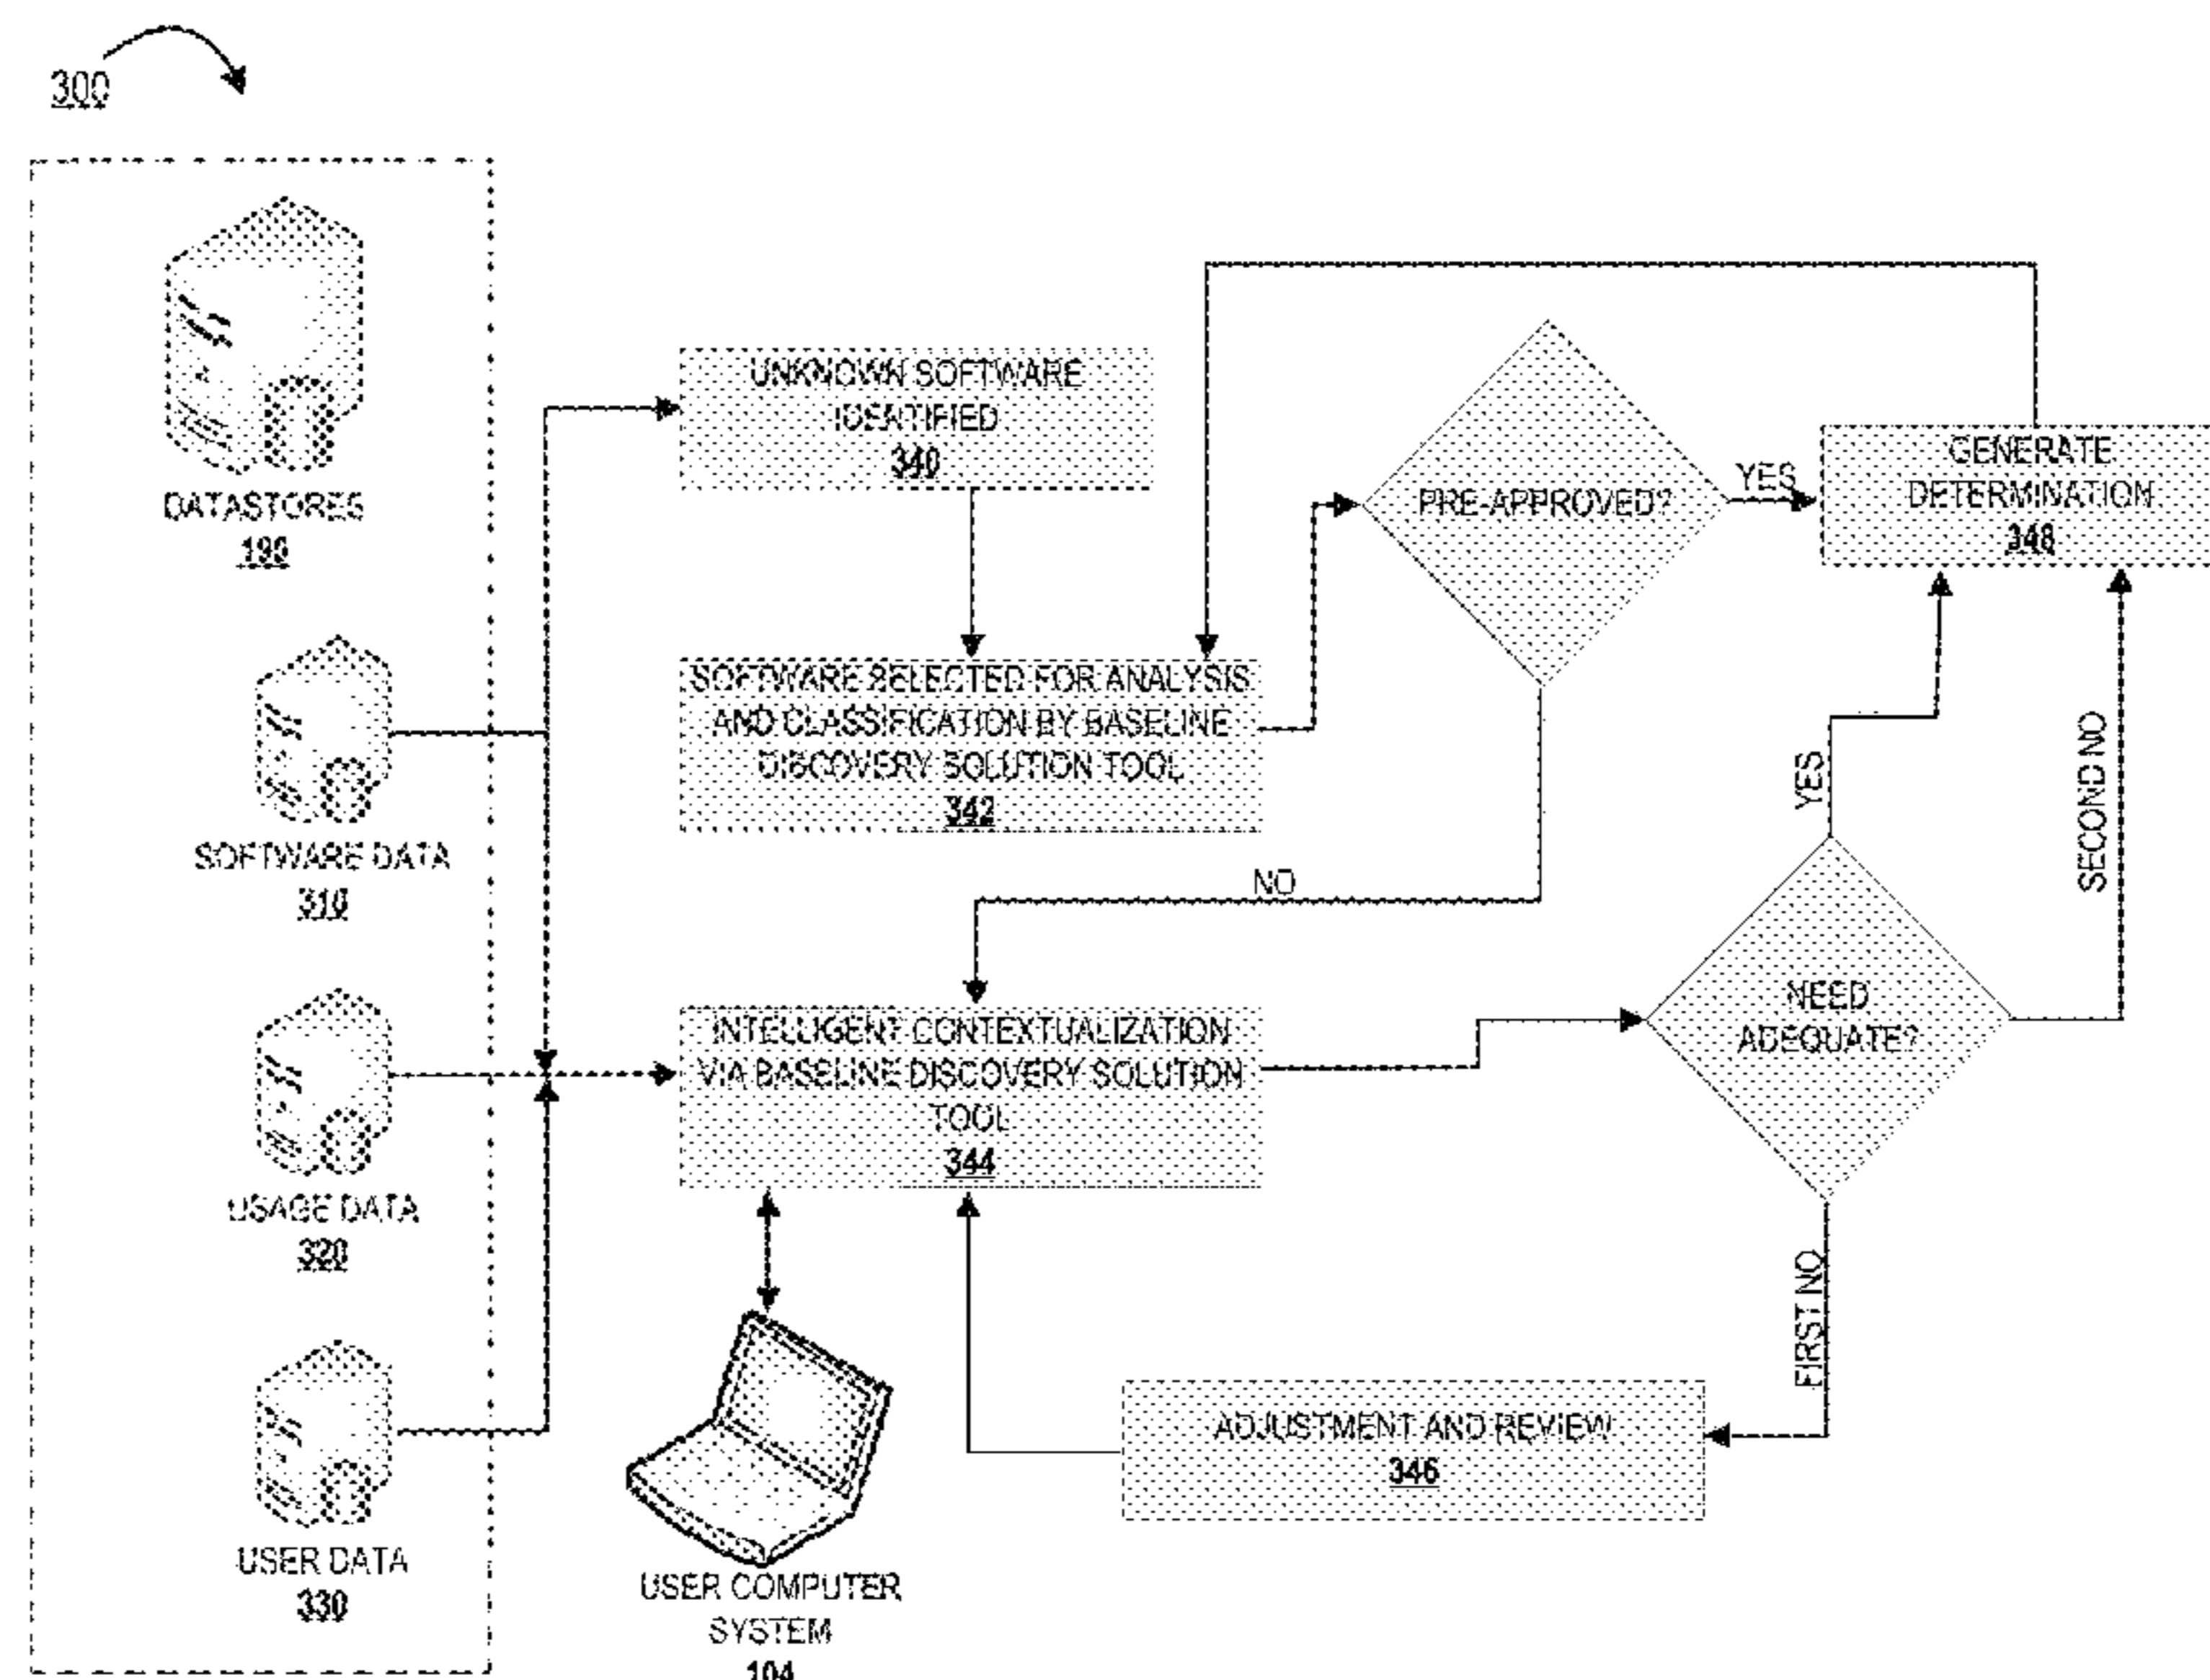 300
DATASTORES
198
SOFTWARE DATA
310
USAGE DATA
320
USER DATA
330
UNKNOWN SOFTWARE
IDENTIFIED
340
SOFTWARE SELECTED FOR ANALYSIS
AND CLASSIFICATION BY BASELINE
DISCOVERY SOLUTION TOOL
342
PRE-APPROVED?
YES
GENERATE
DETERMINATION
348
NO
INTELLIGENT CONTEXTUALIZATION
VIA BASELINE DISCOVERY SOLUTION
TOOL
344
NEED
ADEQUATE?
YES
SECOND NO
FIRST NO
ADJUSTMENT AND REVIEW
346
USER COMPUTER
SYSTEM
104